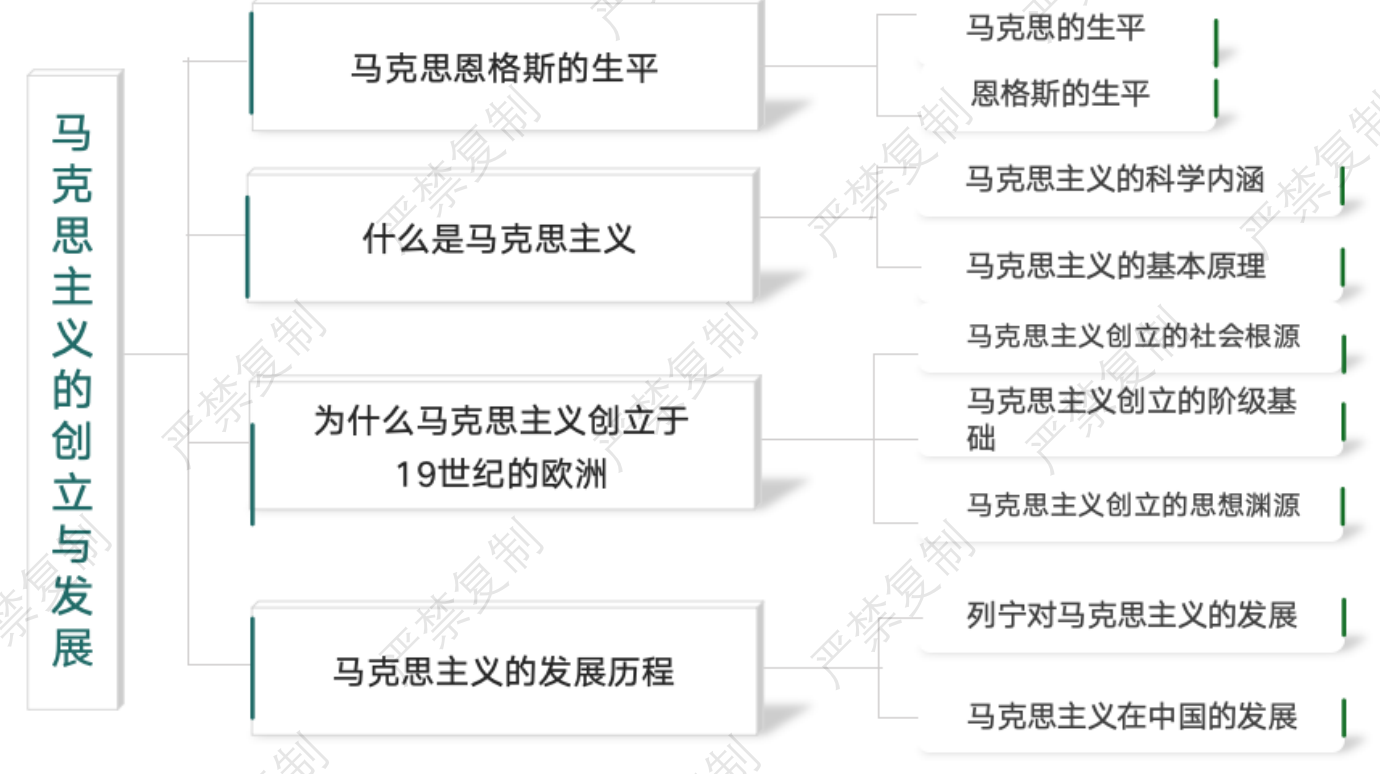 马克思主义的创立与发展
马克思恩格斯的生平
马克思的生平
恩格斯的生平
什么是马克思主义
马克思主义的科学内涵
马克思主义的基本原理
为什么马克思主义创立于
19世纪的欧洲
马克思主义创立的社会根源
马克思主义创立的阶级基
础
马克思主义创立的思想渊源
马克思主义的发展历程
列宁对马克思主义的发展
马克思主义在中国的发展
严禁复制
严禁复制
严禁复制
严禁复制
严禁复制
严禁复制
严禁复制
严禁复制
严禁复制